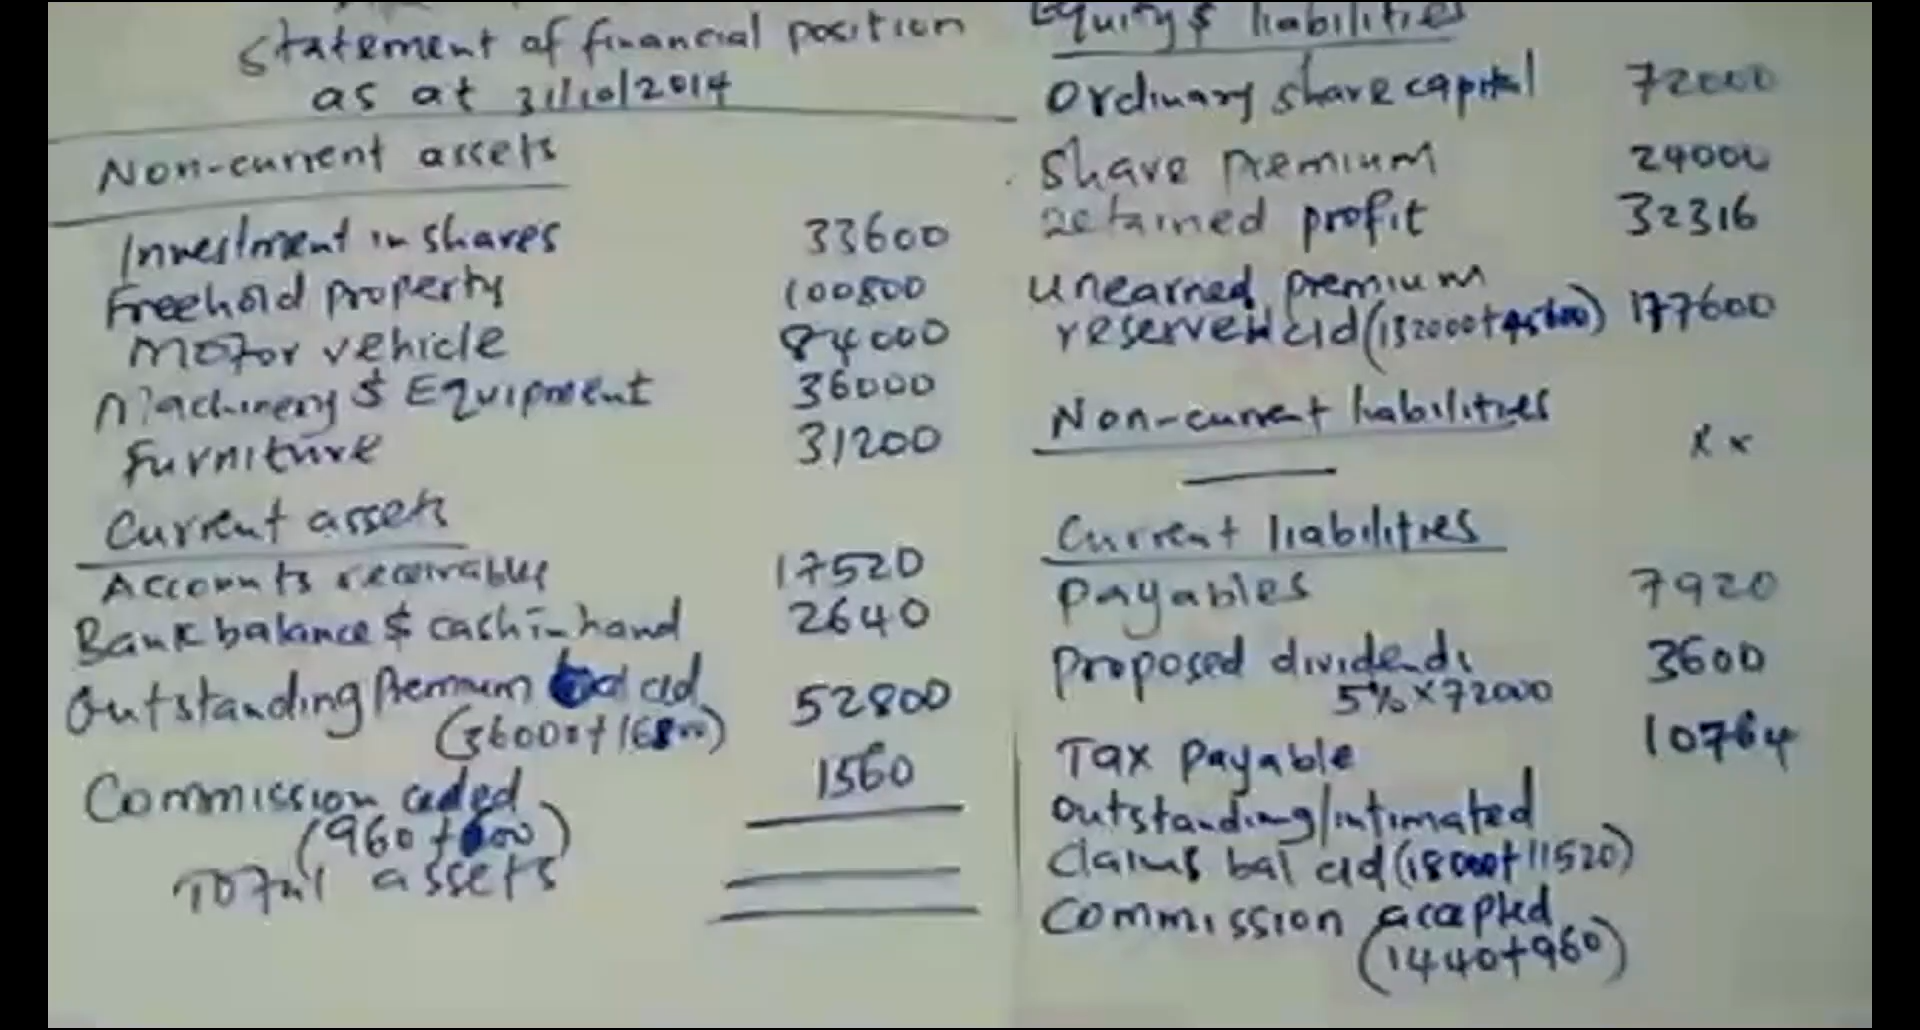 Statement of financial position
as at 31/10/2014
Non-current assets
Investment in shares 33600
Freehold property 100800
Motor vehicle 84000
Machinery $ Equipment 36000
Furniture 31200
Current assets
Accounts receivables 17520
Bank balance $ cash in hand 2640
Outstanding Premium c/d 52800
(36000+16800)
Commission ceded 1560
(960+600)
Total assets
Equity $ liabilities
Ordinary share capital 72000
Share premium 24000
retained profit 32316
unearned premium
reserve c/d (132000+45600) 177600
Non-current liabilities
x x
Current liabilities
payables 7920
proposed dividends 3600
5% x 72000
Tax payable 10764
Outstanding/intimated
Claims bal c/d (18000+11520)
Commission accepted
(1440+960)